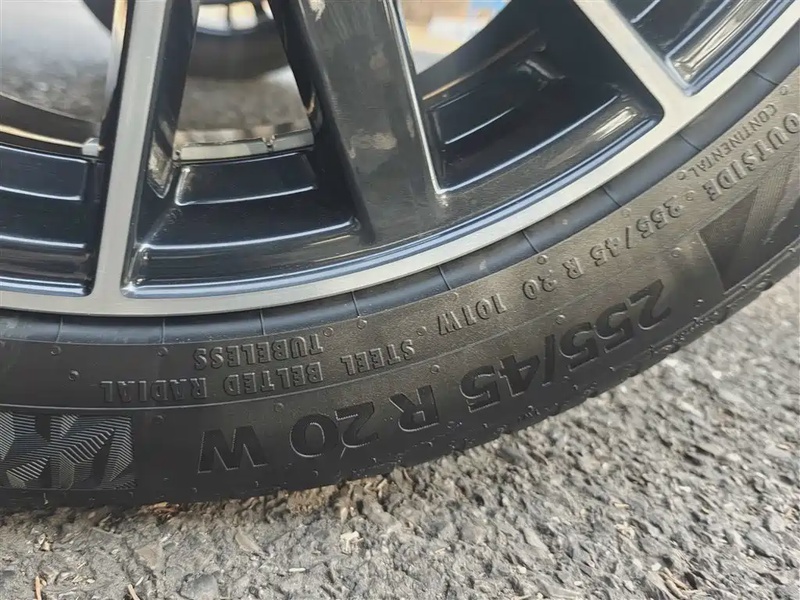 OUTSIDE
CONTINENTAL
255/45 R 20 101W
255/45 R 20 W
STEEL BELTED RADIAL
TUBELESS